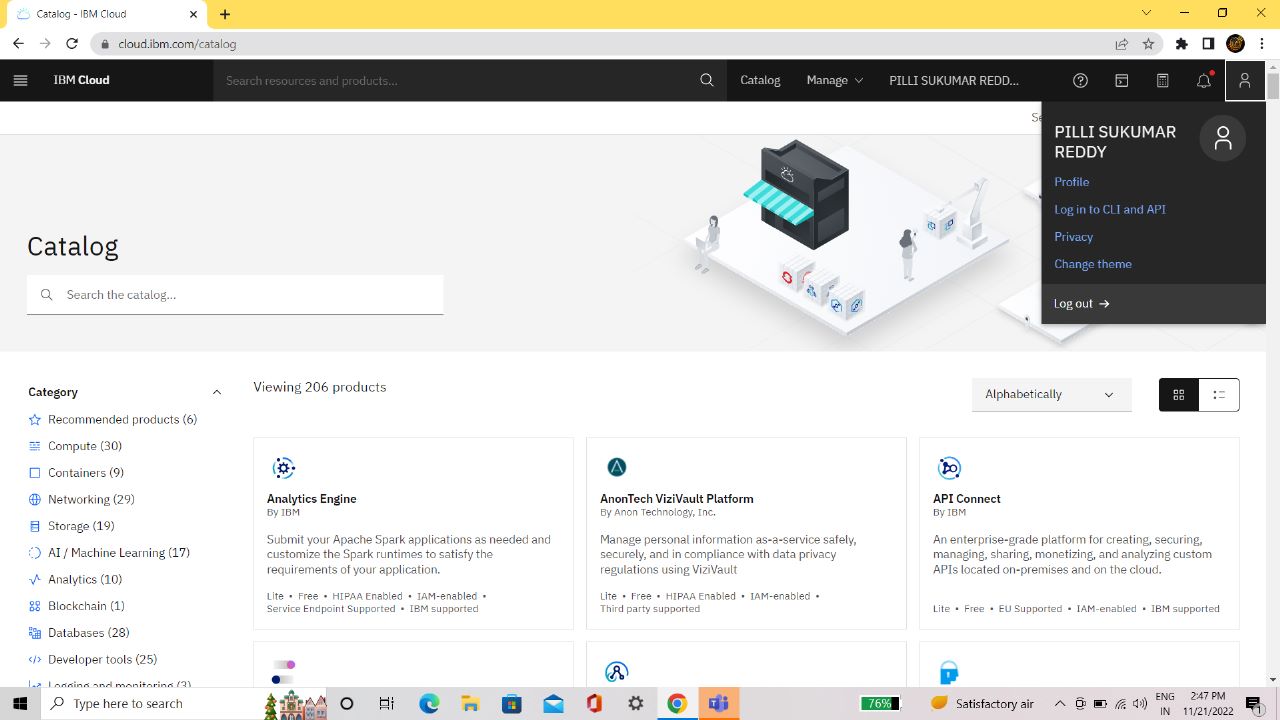 Catalog - IBM Cloud
cloud.ibm.com/catalog
IBM Cloud
Search resources and products...
Catalog
Manage
PILLI SUKUMAR REDD...
PILLI SUKUMAR
REDDY
Profile
Log in to CLI and API
Privacy
Change theme
Log out →
Catalog
Search the catalog...
Category
Recommended products (6)
Compute (30)
Containers (9)
Networking (29)
Storage (19)
AI / Machine Learning (17)
Analytics (10)
Blockchain (1)
Databases (28)
Developer tools (25)
Logging and monitoring (3)
Viewing 206 products
Alphabetically
Analytics Engine
By IBM
Submit your Apache Spark applications as needed and
customize the Spark runtimes to satisfy the
requirements of your application.
Lite • Free • HIPAA Enabled • IAM-enabled •
Service Endpoint Supported • IBM supported
AnonTech ViziVault Platform
By Anon Technology, Inc.
Manage personal information as-a-service safely,
securely, and in compliance with data privacy
regulations using ViziVault
Lite • Free • HIPAA Enabled • IAM-enabled •
Third party supported
API Connect
By IBM
An enterprise-grade platform for creating, securing,
managing, sharing, monetizing, and analyzing custom
APIs located on-premises and on the cloud.
Lite • Free • EU Supported • IAM-enabled • IBM supported
Type here to search
76%
Satisfactory air
ENG
IN
2:47 PM
11/21/2022
1